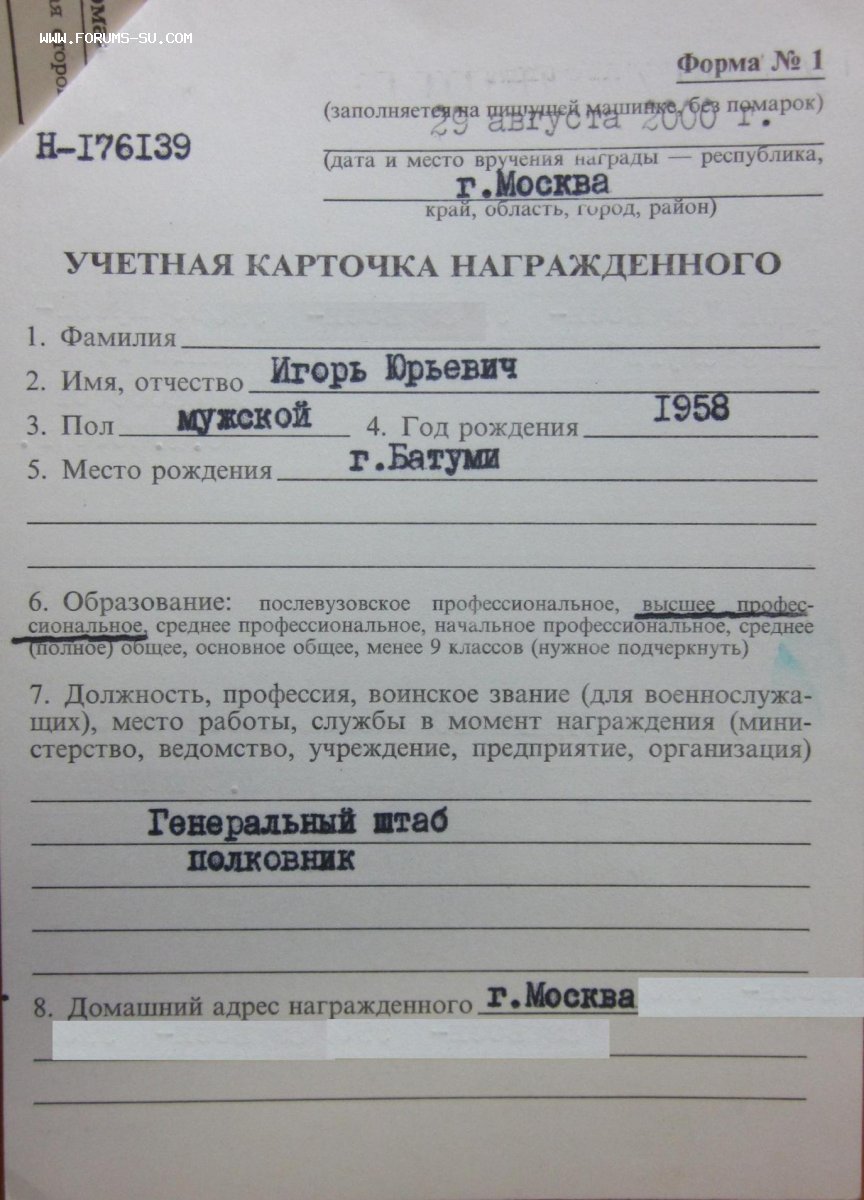 WWW.FORUMS-SU.COM
Форма № 1
(заполняется на пишущей машинке, без помарок)
29 августа 2000 г.
Н-176139
(дата и место вручения награды — республика,
г.Москва
край, область, город, район)
УЧЕТНАЯ КАРТОЧКА НАГРАЖДЕННОГО
1. Фамилия
2. Имя, отчество Игорь Юрьевич
3. Пол мужской 4. Год рождения 1958
5. Место рождения г.Батуми
6. Образование: послевузовское профессиональное, высшее профес-
сиональное, среднее профессиональное, начальное профессиональное, среднее
(полное) общее, основное общее, менее 9 классов (нужное подчеркнуть)
7. Должность, профессия, воинское звание (для военнослужа-
щих), место работы, службы в момент награждения (мини-
стерство, ведомство, учреждение, предприятие, организация)
Генеральный штаб
полковник
8. Домашний адрес награжденного г.Москва